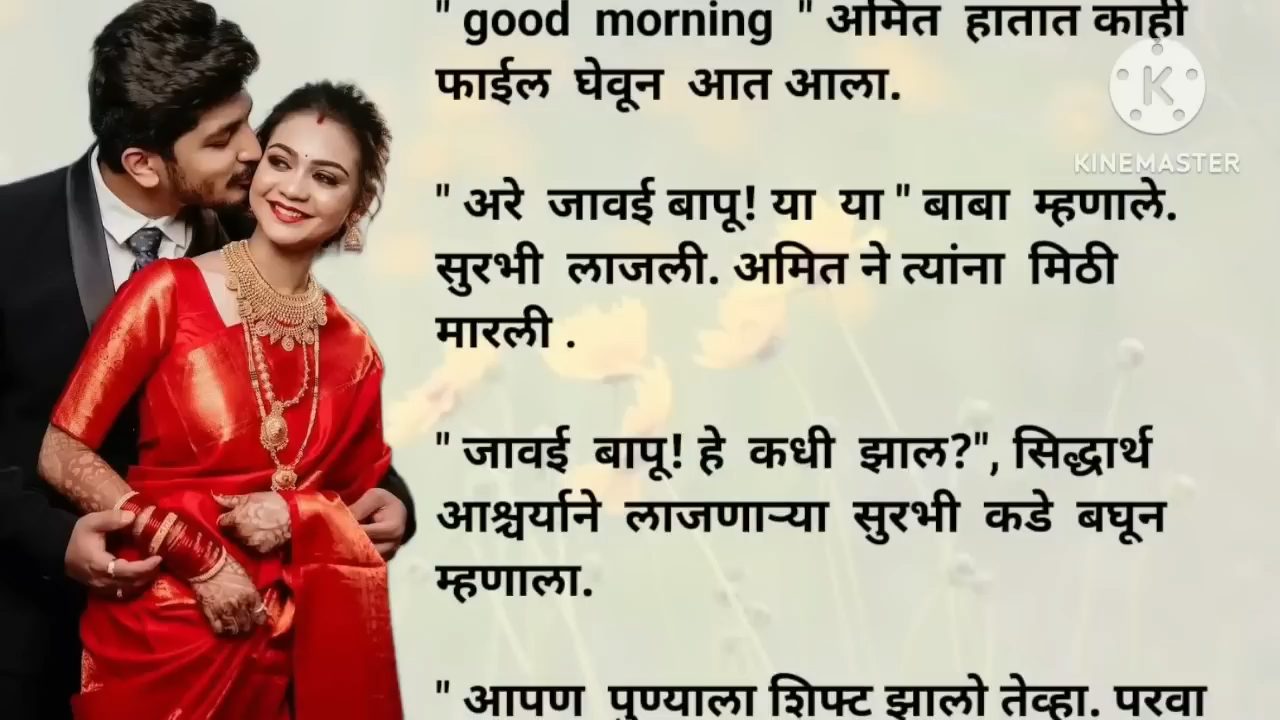 " good morning " अमित हातात काही
फाईल घेवून आत आला.
" अरे जावई बापू! या या " बाबा म्हणाले.
सुरभी लाजली. अमित ने त्यांना मिठी
मारली .
" जावई बापू! हे कधी झाल?", सिद्धार्थ
आश्चर्याने लाजणाऱ्या सुरभी कडे बघून
म्हणाला.
" आपण पुण्याला शिफ्ट झालो तेव्हा. परवा
K
KINEMASTER